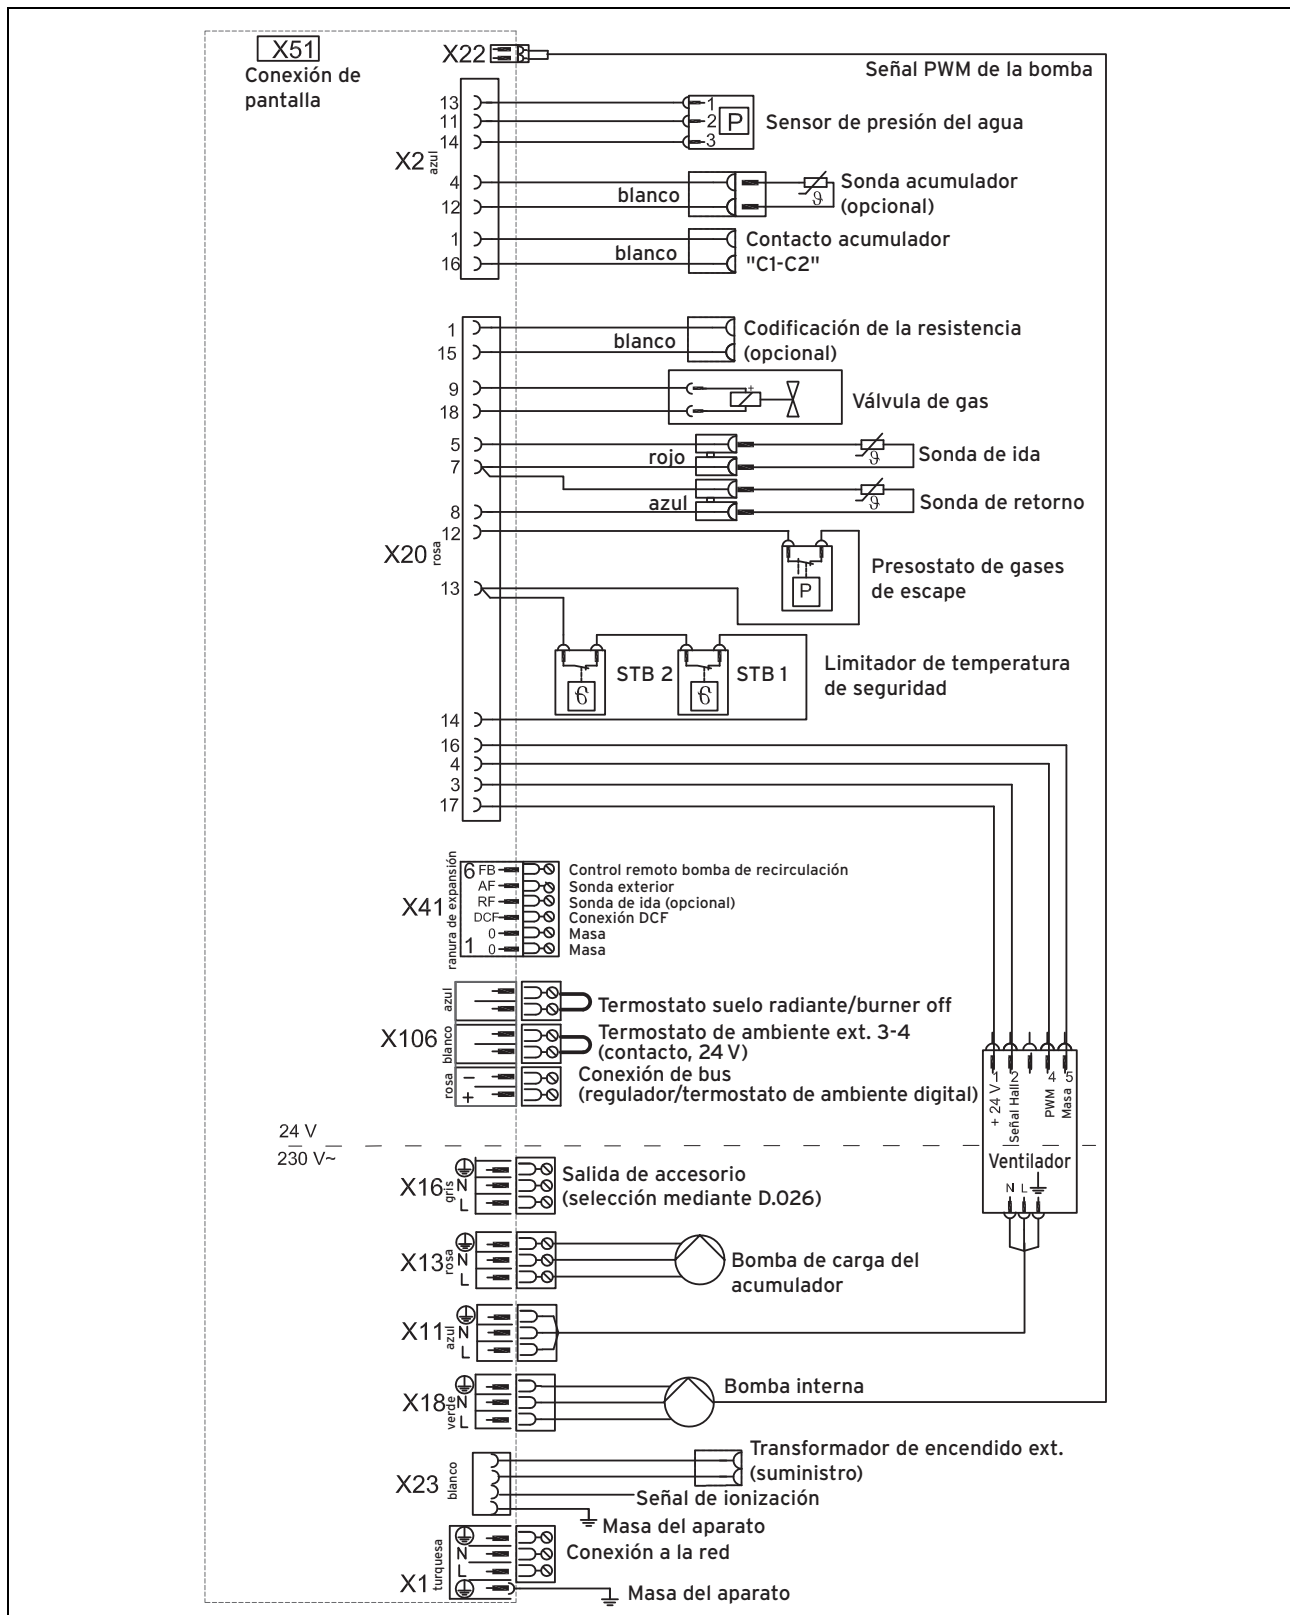 X51
Conexión de
pantalla
X22
Señal PWM de la bomba
X2
azul
13
11
14
4
12
1
16
1
2
3
P
Sensor de presión del agua
blanco
ϑ
Sonda acumulador
(opcional)
blanco
Contacto acumulador
"C1-C2"
X20
rosa
1
15
9
18
5
7
8
12
13
14
16
4
3
17
blanco
Codificación de la resistencia
(opcional)
+
Válvula de gas
rojo
ϑ
Sonda de ida
azul
ϑ
Sonda de retorno
P
Presostato de gases
de escape
ϑ
STB 2
ϑ
STB 1
Limitador de temperatura
de seguridad
X41
ranura de expansión
6 FB
Control remoto bomba de recirculación
AF
Sonda exterior
RF
Sonda de ida (opcional)
DCF
Conexión DCF
0
Masa
1 0
Masa
X106
azul
Termostato suelo radiante/burner off
blanco
Termostato de ambiente ext. 3-4
(contacto, 24 V)
rosa
−
+
Conexión de bus
(regulador/termostato de ambiente digital)
1 2 4 5
+ 24 V
Señal Hall
PWM
Masa
Ventilador
N L
24 V
230 V~
X16
gris
N
L
Salida de accesorio
(selección mediante D.026)
X13
rosa
N
L
Bomba de carga del
acumulador
X11
azul
N
L
X18
verde
N
L
Bomba interna
X23
blanco
Transformador de encendido ext.
(suministro)
Señal de ionización
Masa del aparato
X1
turquesa
N
L
Conexión a la red
Masa del aparato